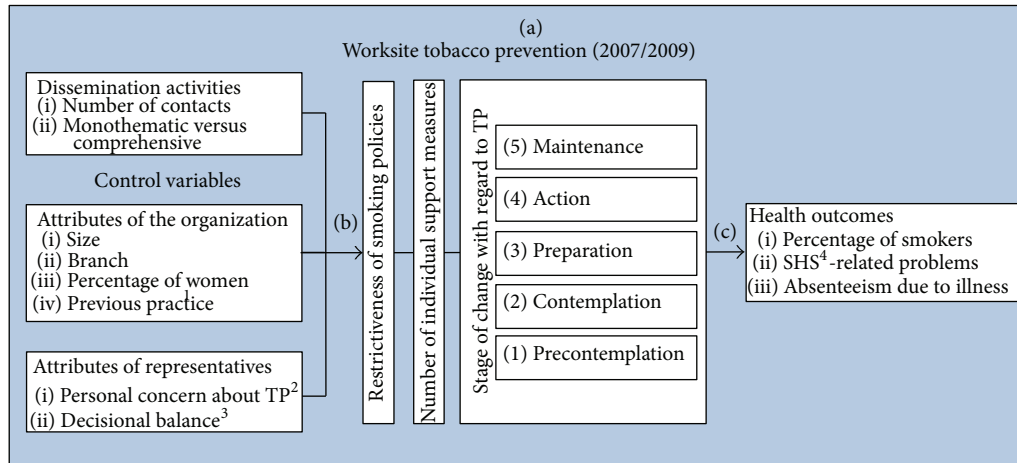 (a)
Worksite tobacco prevention (2007/2009)
Dissemination activities
(i) Number of contacts
(ii) Monothematic versus
comprehensive
Control variables
Attributes of the organization
(i) Size
(ii) Branch
(iii) Percentage of women
(iv) Previous practice¹
Attributes of representatives
(i) Personal concern about TP²
(ii) Decisional balance³
(b)
Restrictiveness of smoking policies
Number of individual support measures
Stage of change with regard to TP
(5) Maintenance
(4) Action
(3) Preparation
(2) Contemplation
(1) Precontemplation
(c)
Health outcomes
(i) Percentage of smokers
(ii) SHS⁴-related problems
(iii) Absenteeism due to illness